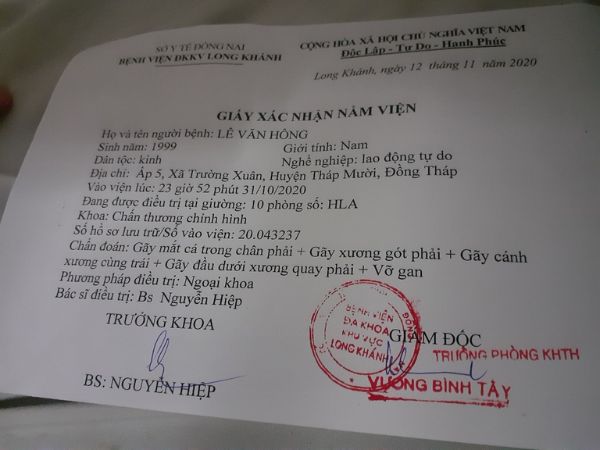 SỞ Y TẾ ĐỒNG NAI
BỆNH VIỆN ĐKKV LONG KHÁNH
CỘNG HÒA XÃ HỘI CHỦ NGHĨA VIỆT NAM
Độc Lập - Tự Do - Hạnh Phúc
Long Khánh, ngày 12 tháng 11 năm 2020
GIẤY XÁC NHẬN NẰM VIỆN
Họ và tên người bệnh: LÊ VĂN HỒNG
Sinh năm: 1999 Giới tính: Nam
Dân tộc: kinh Nghề nghiệp: lao động tự do
Địa chỉ: Ấp 5, Xã Trường Xuân, Huyện Tháp Mười, Đồng Tháp
Vào viện lúc: 23 giờ 52 phút 31/10/2020
Đang được điều trị tại giường: 10 phòng số: HLA
Khoa: Chấn thương chỉnh hình
Số hồ sơ lưu trữ/Số vào viện: 20.043237
Chẩn đoán: Gãy mắt cá trong chân phải + Gãy xương gót phải + Gãy cánh
xương cùng trái + Gãy đầu dưới xương quay phải + Vỡ gan
Phương pháp điều trị: Ngoại khoa
Bác sĩ điều trị: Bs Nguyễn Hiệp
TRƯỞNG KHOA
GIÁM ĐỐC
TRƯỞNG PHÒNG KHTH
BỆNH VIỆN
ĐA KHOA
KHU VỰC
LONG KHÁNH
BS: NGUYỄN HIỆP
VƯƠNG BÌNH TÂY